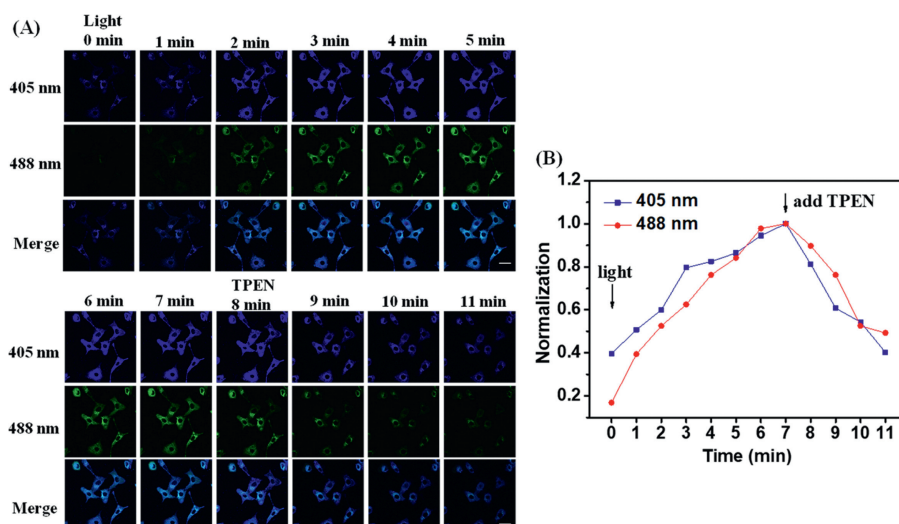 (A)
Light
0 min 1 min 2 min 3 min 4 min 5 min
405 nm
488 nm
Merge
TPEN
6 min 7 min 8 min 9 min 10 min 11 min
405 nm
488 nm
Merge
(B)
1.2
405 nm
488 nm
add TPEN
1.0
0.8
light
0.6
0.4
0.2
Normalization
0 1 2 3 4 5 6 7 8 9 10 11
Time (min)